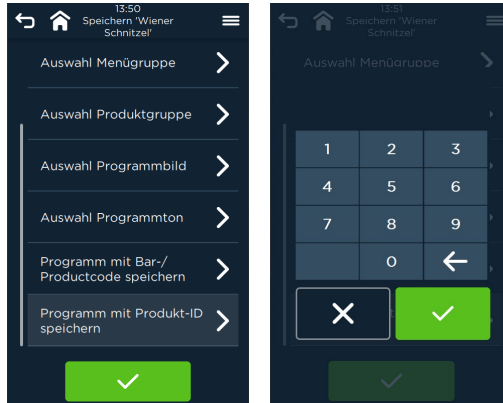 13:50
Speichern 'Wiener
Schnitzel'
Auswahl Menügruppe
Auswahl Produktgruppe
Auswahl Programmbild
Auswahl Programmton
Programm mit Bar-/
Productcode speichern
Programm mit Produkt-ID
speichern
13:51
Speichern 'Wiener
Schnitzel'
Auswahl Menügruppe
1 2 3
4 5 6
7 8 9
0